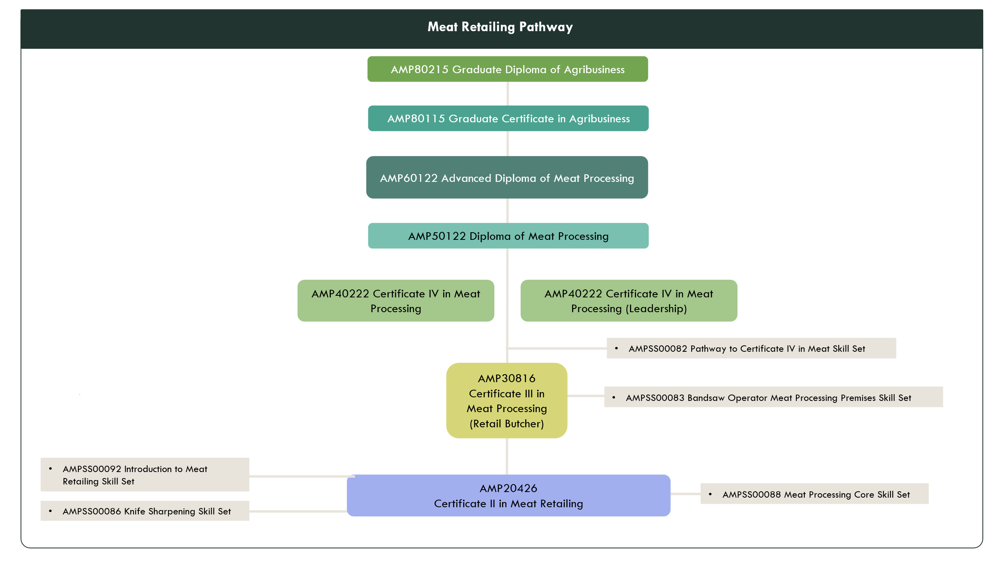 Meat Retailing Pathway
AMP80215 Graduate Diploma of Agribusiness
AMP80115 Graduate Certificate in Agribusiness
AMP60122 Advanced Diploma of Meat Processing
AMP50122 Diploma of Meat Processing
AMP40222 Certificate IV in Meat
Processing
AMP40222 Certificate IV in Meat
Processing (Leadership)
• AMPSS00082 Pathway to Certificate IV in Meat Skill Set
AMP30816
Certificate III in
Meat Processing
(Retail Butcher)
• AMPSS00083 Bandsaw Operator Meat Processing Premises Skill Set
• AMPSS00092 Introduction to Meat
Retailing Skill Set
• AMPSS00086 Knife Sharpening Skill Set
AMP20426
Certificate II in Meat Retailing
• AMPSS00088 Meat Processing Core Skill Set